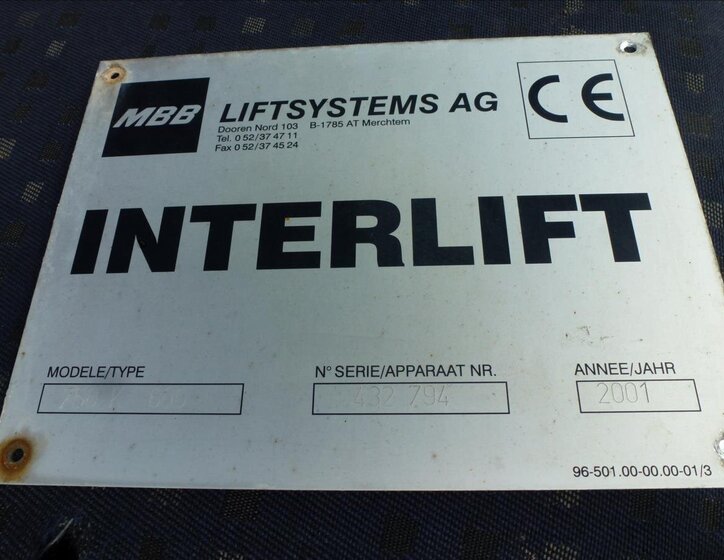 MBB
LIFTSYSTEMS AG
Dooren Nord 103 B-1785 AT Merchtem
Tel. 0 52/37 47 11
Fax 0 52/37 45 24
CE
INTERLIFT
MODELE/TYPE
N° SERIE/APPARAAT NR.
432 794
ANNEE/JAHR
2001
96-501.00-00.00-01/3